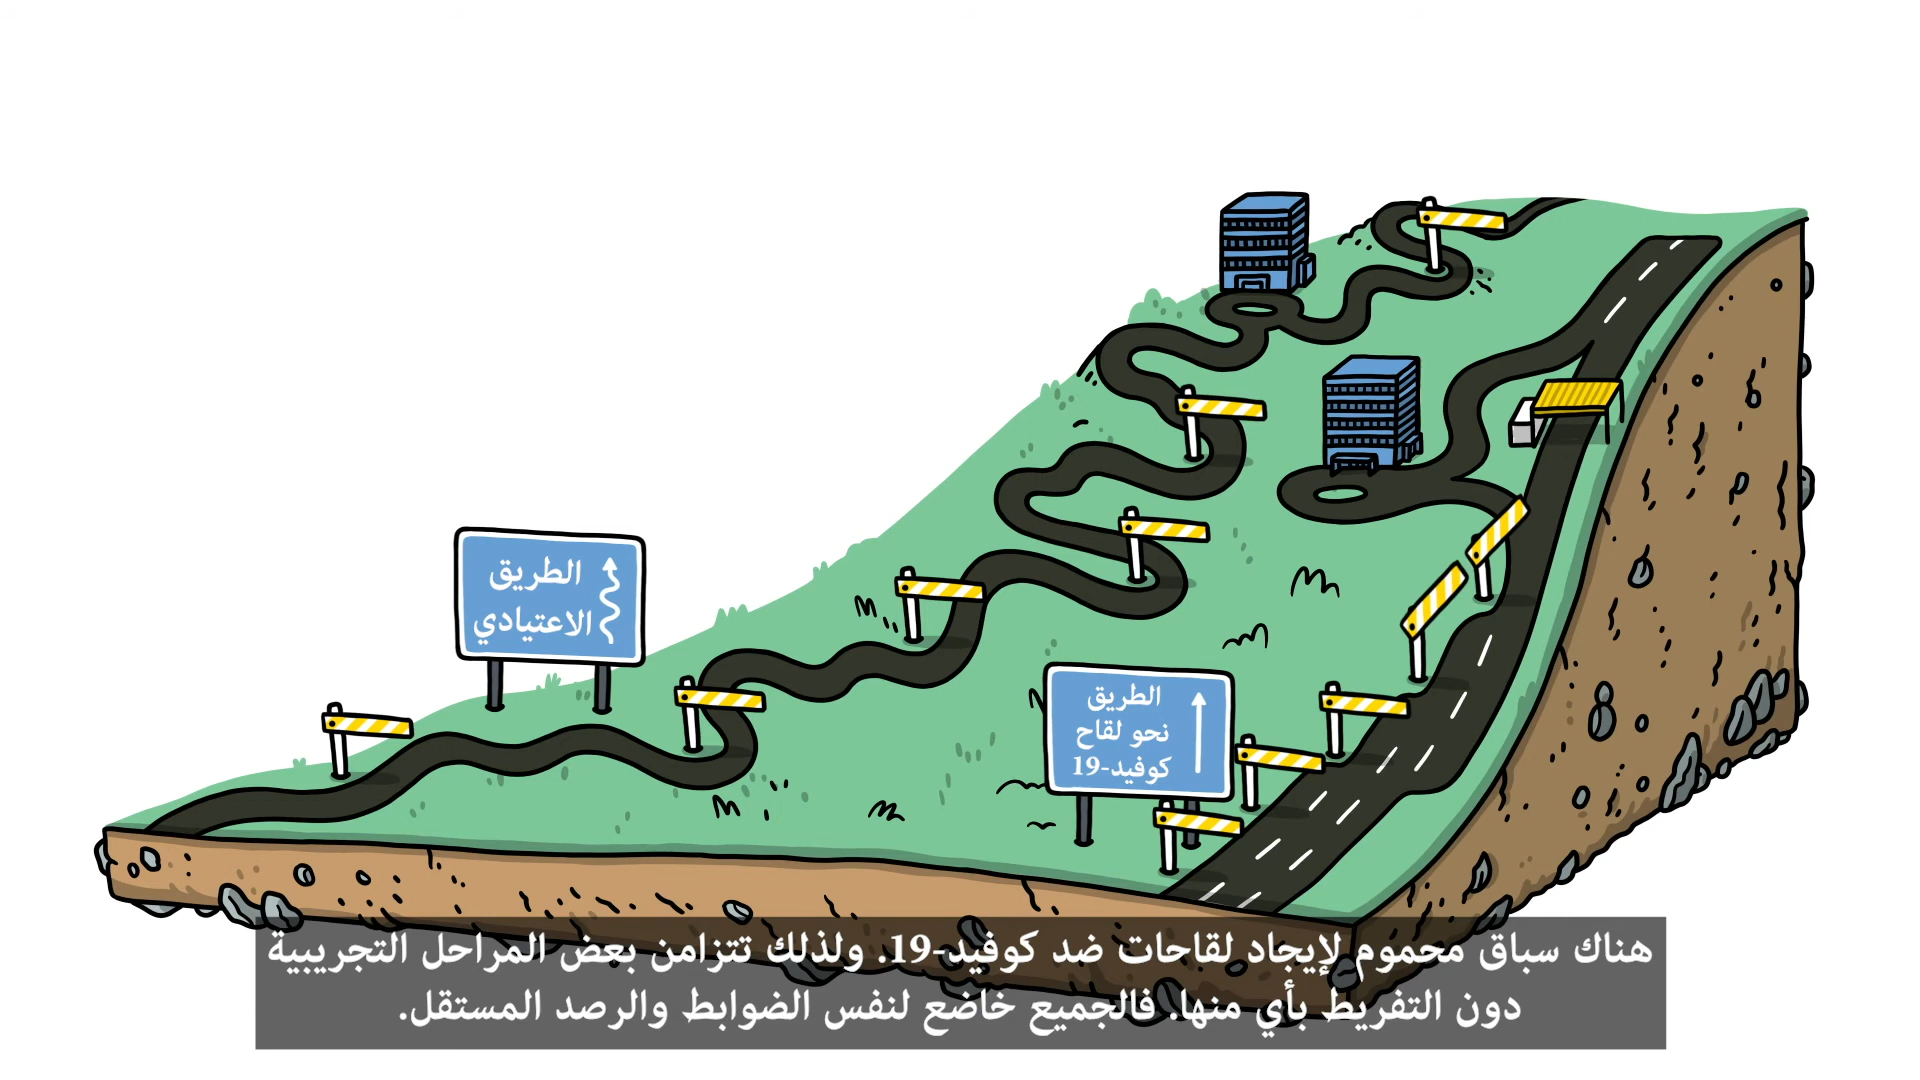 الطريق
الاعتيادي
الطريق
نحو لقاح
كوفيد-19
هناك سباق محموم لإيجاد لقاحات ضد كوفيد-19. ولذلك تتزامن بعض المراحل التجريبية
دون التفريط بأي منها. فالجميع خاضع لنفس الضوابط والرصد المستقل.